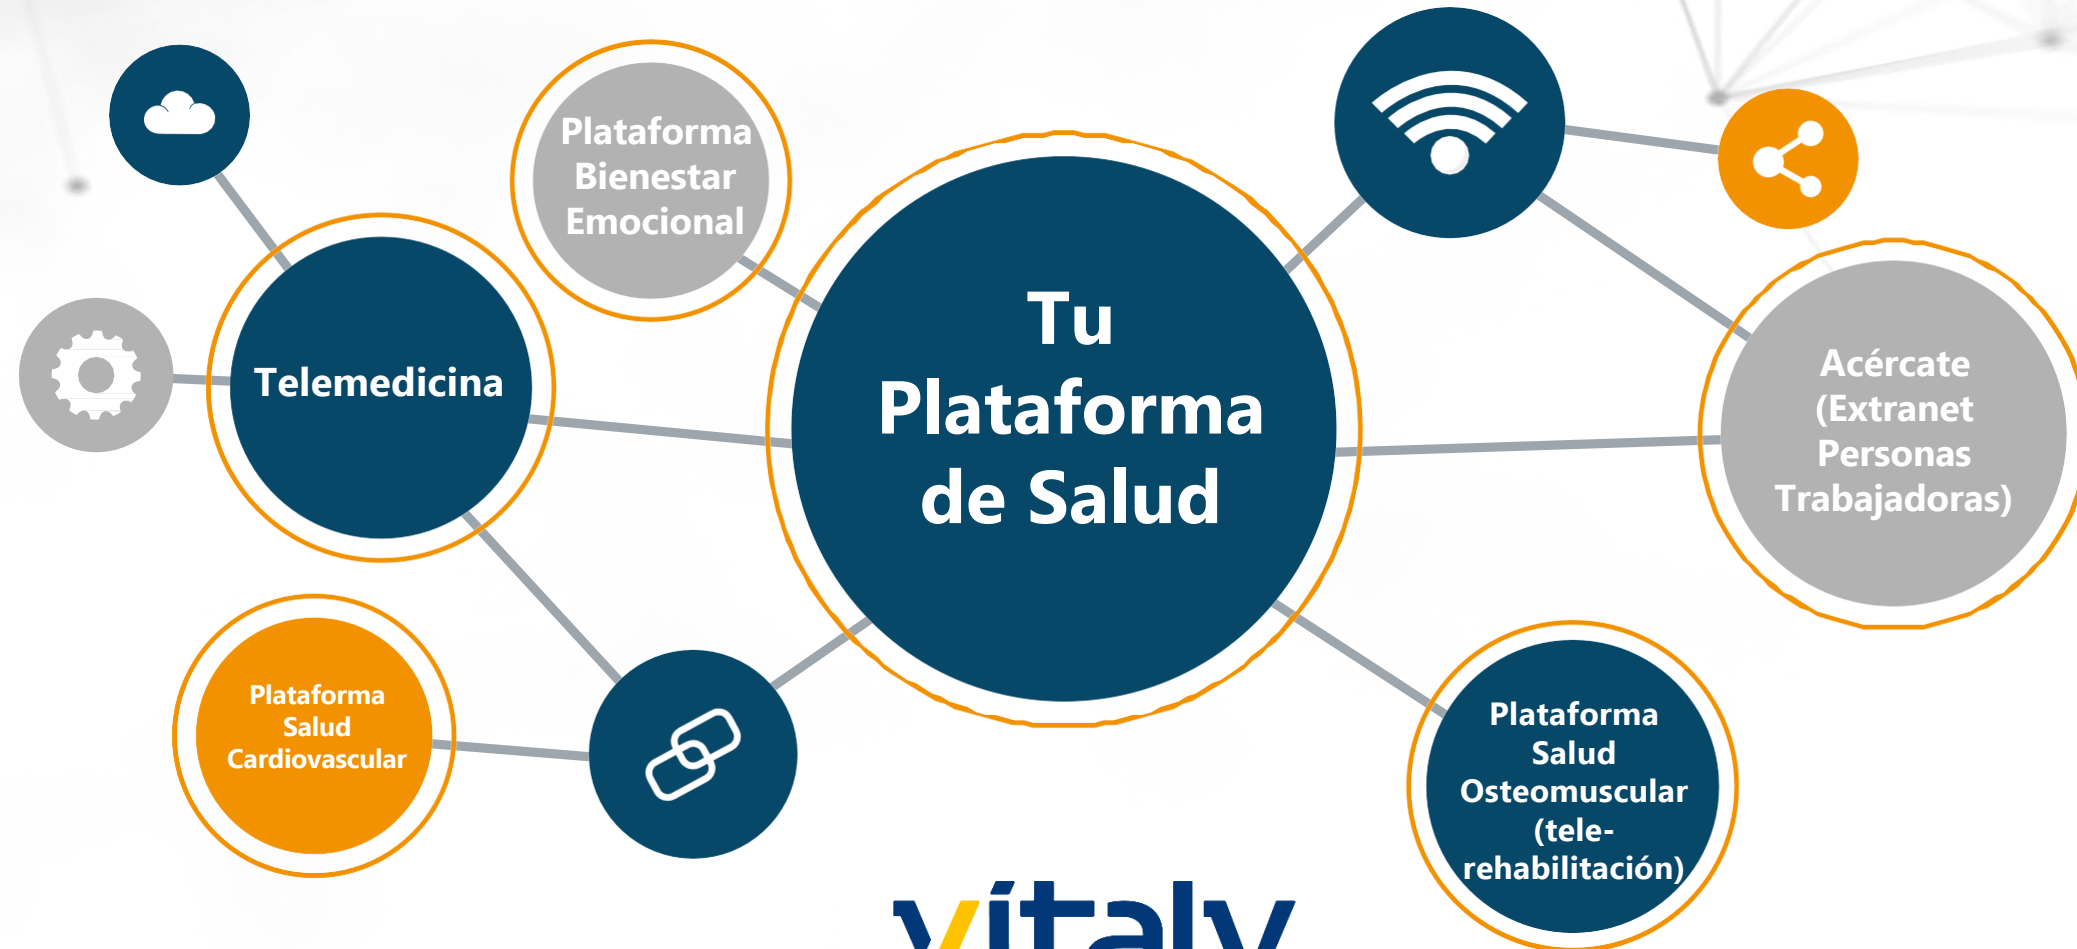 Plataforma
Bienestar
Emocional
Telemedicina
Tu
Plataforma
de Salud
Acércate
(Extranet
Personas
Trabajadoras)
Plataforma
Salud
Cardiovascular
Plataforma
Salud
Osteomuscular
(tele-
rehabilitación)
vítaly